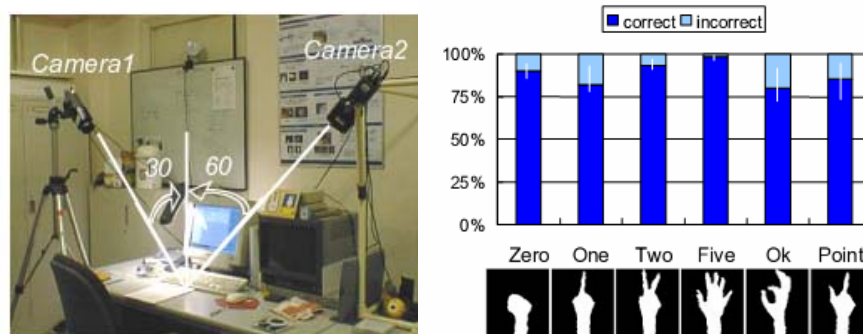 Camera1
Camera2
30
60
correct
incorrect
100%
75%
50%
25%
0%
Zero
One
Two
Five
Ok
Point